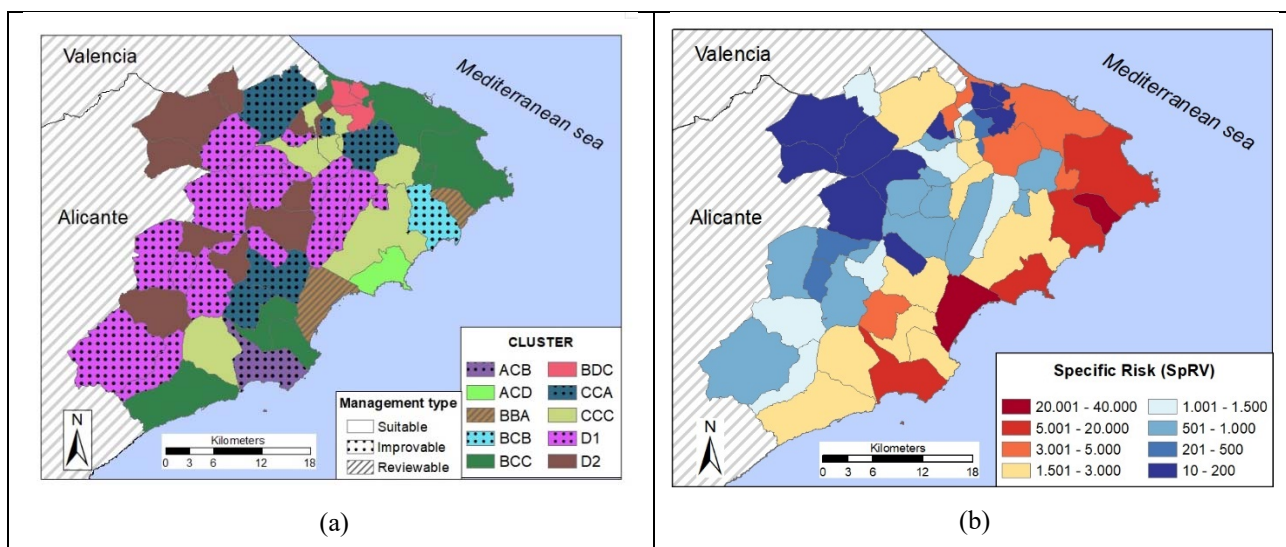 Valencia
Mediterranean sea
Alicante
CLUSTER
ACB BDC
ACD CCA
BBA CCC
BCB D1
BCC D2
Management type
Suitable
Improvable
Reviewable
N
Kilometers
0 3 6 12 18
(a)
Valencia
Mediterranean sea
Alicante
Specific Risk (SpRV)
20.001 - 40.000 1.001 - 1.500
5.001 - 20.000 501 - 1.000
3.001 - 5.000 201 - 500
1.501 - 3.000 10 - 200
N
Kilometers
0 3 6 12 18
(b)